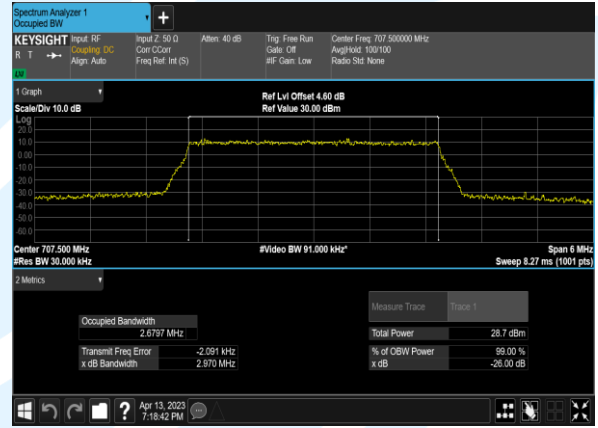 Spectrum Analyzer 1
Occupied BW
KEYSIGHT Input: RF Input Z: 50 Ω Atten: 40 dB Trig: Free Run Center Freq: 707.500000 MHz
R T Coupling: DC Corr CCorr Gate: Off Avg|Hold: 100/100
Align: Auto Freq Ref: Int (S) #IF Gain: Low Radio Std: None
1 Graph
Ref Lvl Offset 4.60 dB
Scale/Div 10.0 dB Ref Value 30.00 dBm
Log
20.0
10.0
0.00
-10.0
-20.0
-30.0
-40.0
-50.0
-60.0
Center 707.500 MHz #Video BW 91.000 kHz* Span 6 MHz
#Res BW 30.000 kHz Sweep 8.27 ms (1001 pts)
2 Metrics
Measure Trace Trace 1
Occupied Bandwidth
2.6797 MHz Total Power 28.7 dBm
Transmit Freq Error -2.091 kHz % of OBW Power 99.00 %
x dB Bandwidth 2.970 MHz x dB -26.00 dB
? Apr 13, 2023
7:18:42 PM